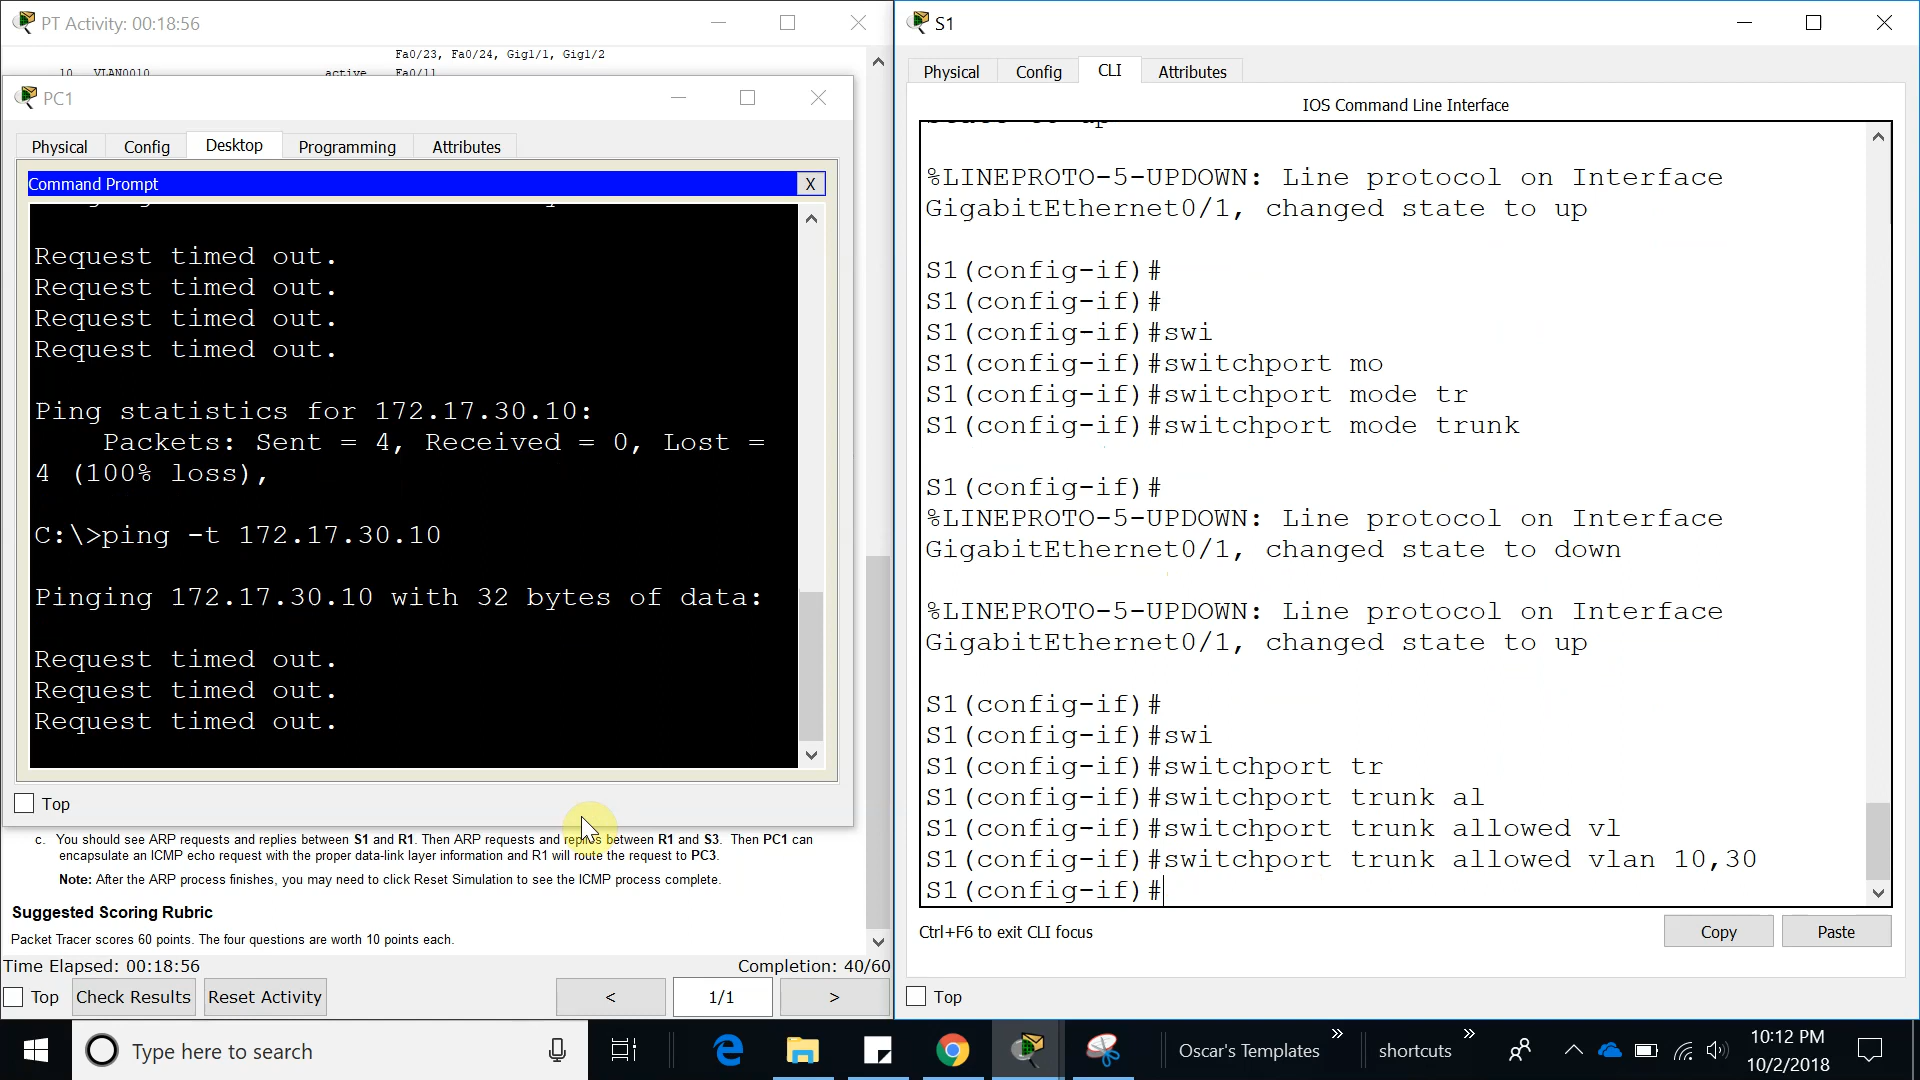 PT Activity: 00:18:56
Fa0/23, Fa0/24, Gig1/1, Gig1/2
10 VLAN0010 active Fa0/11
PC1
Physical Config Desktop Programming Attributes
Command Prompt X
Request timed out.
Request timed out.
Request timed out.
Request timed out.
Ping statistics for 172.17.30.10:
Packets: Sent = 4, Received = 0, Lost =
4 (100% loss),
C:\>ping -t 172.17.30.10
Pinging 172.17.30.10 with 32 bytes of data:
Request timed out.
Request timed out.
Request timed out.
Top
c. You should see ARP requests and replies between S1 and R1. Then ARP requests and replies between R1 and S3. Then PC1 can
encapsulate an ICMP echo request with the proper data-link layer information and R1 will route the request to PC3.
Note: After the ARP process finishes, you may need to click Reset Simulation to see the ICMP process complete.
Suggested Scoring Rubric
Packet Tracer scores 60 points. The four questions are worth 10 points each.
Time Elapsed: 00:18:56 Completion: 40/60
Top Check Results Reset Activity < 1/1 >
S1
Physical Config CLI Attributes
IOS Command Line Interface
%LINEPROTO-5-UPDOWN: Line protocol on Interface
GigabitEthernet0/1, changed state to up
S1(config-if)#
S1(config-if)#
S1(config-if)#swi
S1(config-if)#switchport mo
S1(config-if)#switchport mode tr
S1(config-if)#switchport mode trunk
S1(config-if)#
%LINEPROTO-5-UPDOWN: Line protocol on Interface
GigabitEthernet0/1, changed state to down
%LINEPROTO-5-UPDOWN: Line protocol on Interface
GigabitEthernet0/1, changed state to up
S1(config-if)#
S1(config-if)#swi
S1(config-if)#switchport tr
S1(config-if)#switchport trunk al
S1(config-if)#switchport trunk allowed vl
S1(config-if)#switchport trunk allowed vlan 10,30
S1(config-if)#
Ctrl+F6 to exit CLI focus
Copy Paste
Top
Type here to search
Oscar's Templates »
shortcuts »
10:12 PM
10/2/2018